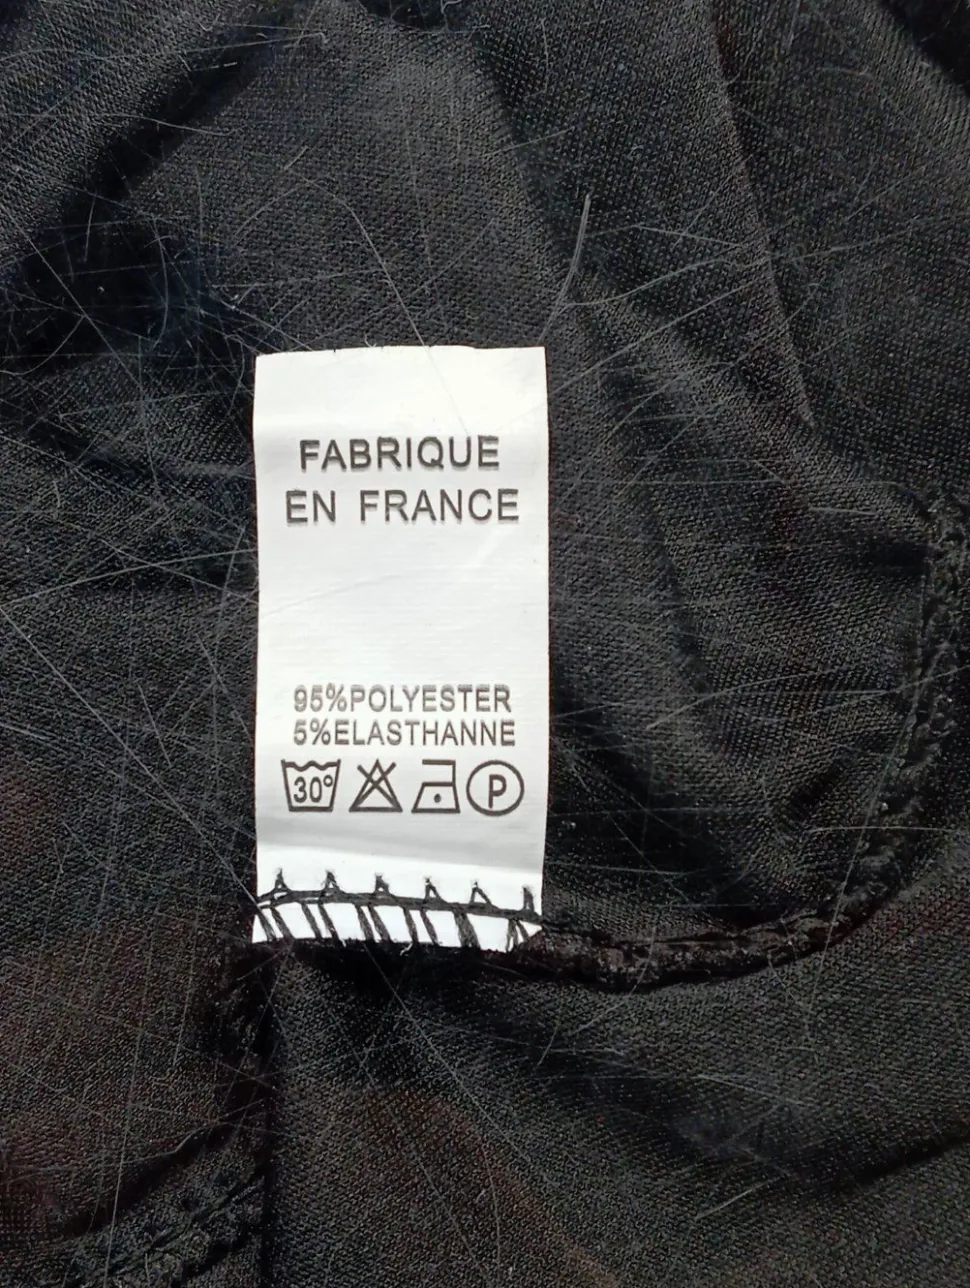 FABRIQUE
EN FRANCE
95%POLYESTER
5%ELASTHANNE
30° P